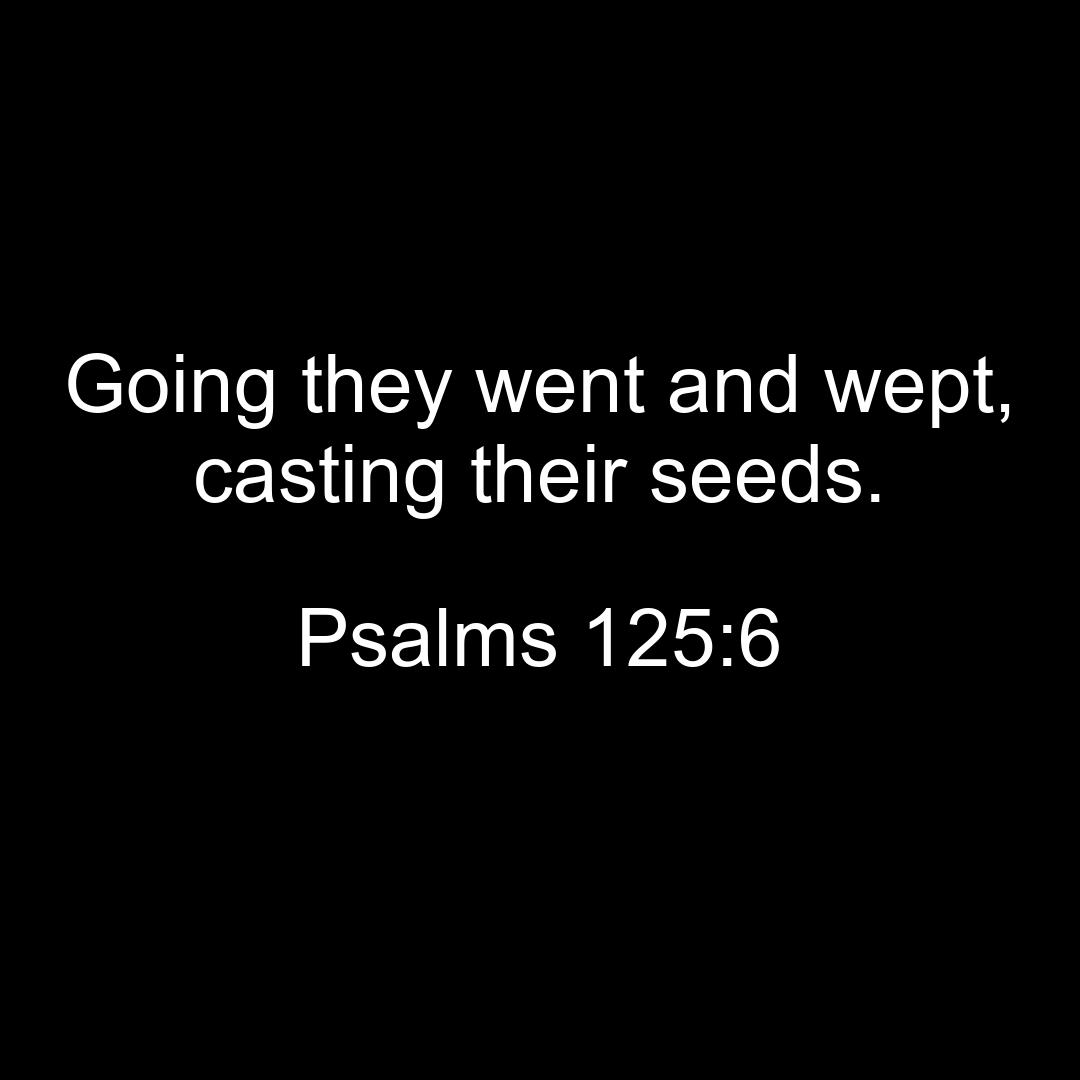 Going they went and wept,
casting their seeds.
Psalms 125:6